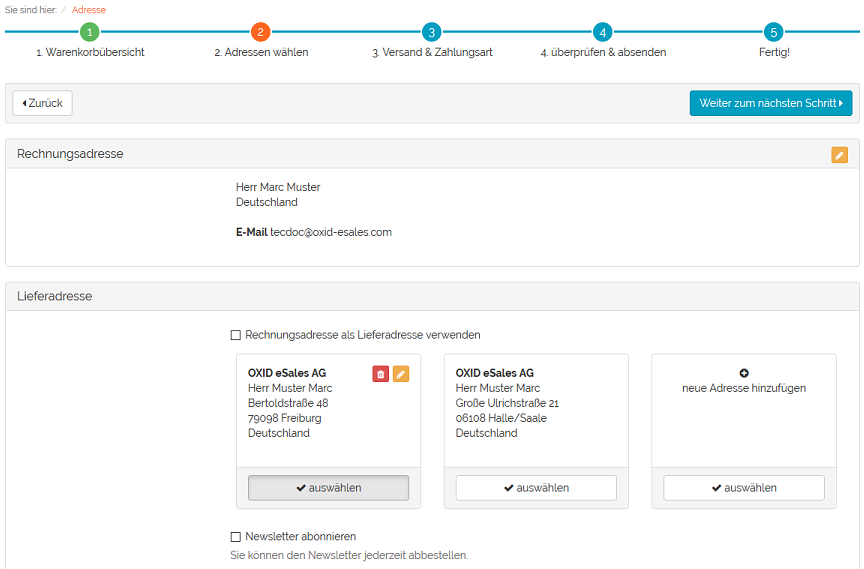 Sie sind hier: / Adresse
1 2 3 4 5
1. Warenkorbübersicht 2. Adressen wählen 3. Versand & Zahlungsart 4. überprüfen & absenden Fertig!
Zurück Weiter zum nächsten Schritt
Rechnungsadresse
Herr Marc Muster
Deutschland
E-Mail tecdoc@oxid-esales.com
Lieferadresse
Rechnungsadresse als Lieferadresse verwenden
OXID eSales AG
Herr Muster Marc
Bertoldstraße 48
79098 Freiburg
Deutschland
auswählen
OXID eSales AG
Herr Muster Marc
Große Ulrichstraße 21
06108 Halle/Saale
Deutschland
auswählen
neue Adresse hinzufügen
auswählen
Newsletter abonnieren
Sie können den Newsletter jederzeit abbestellen.